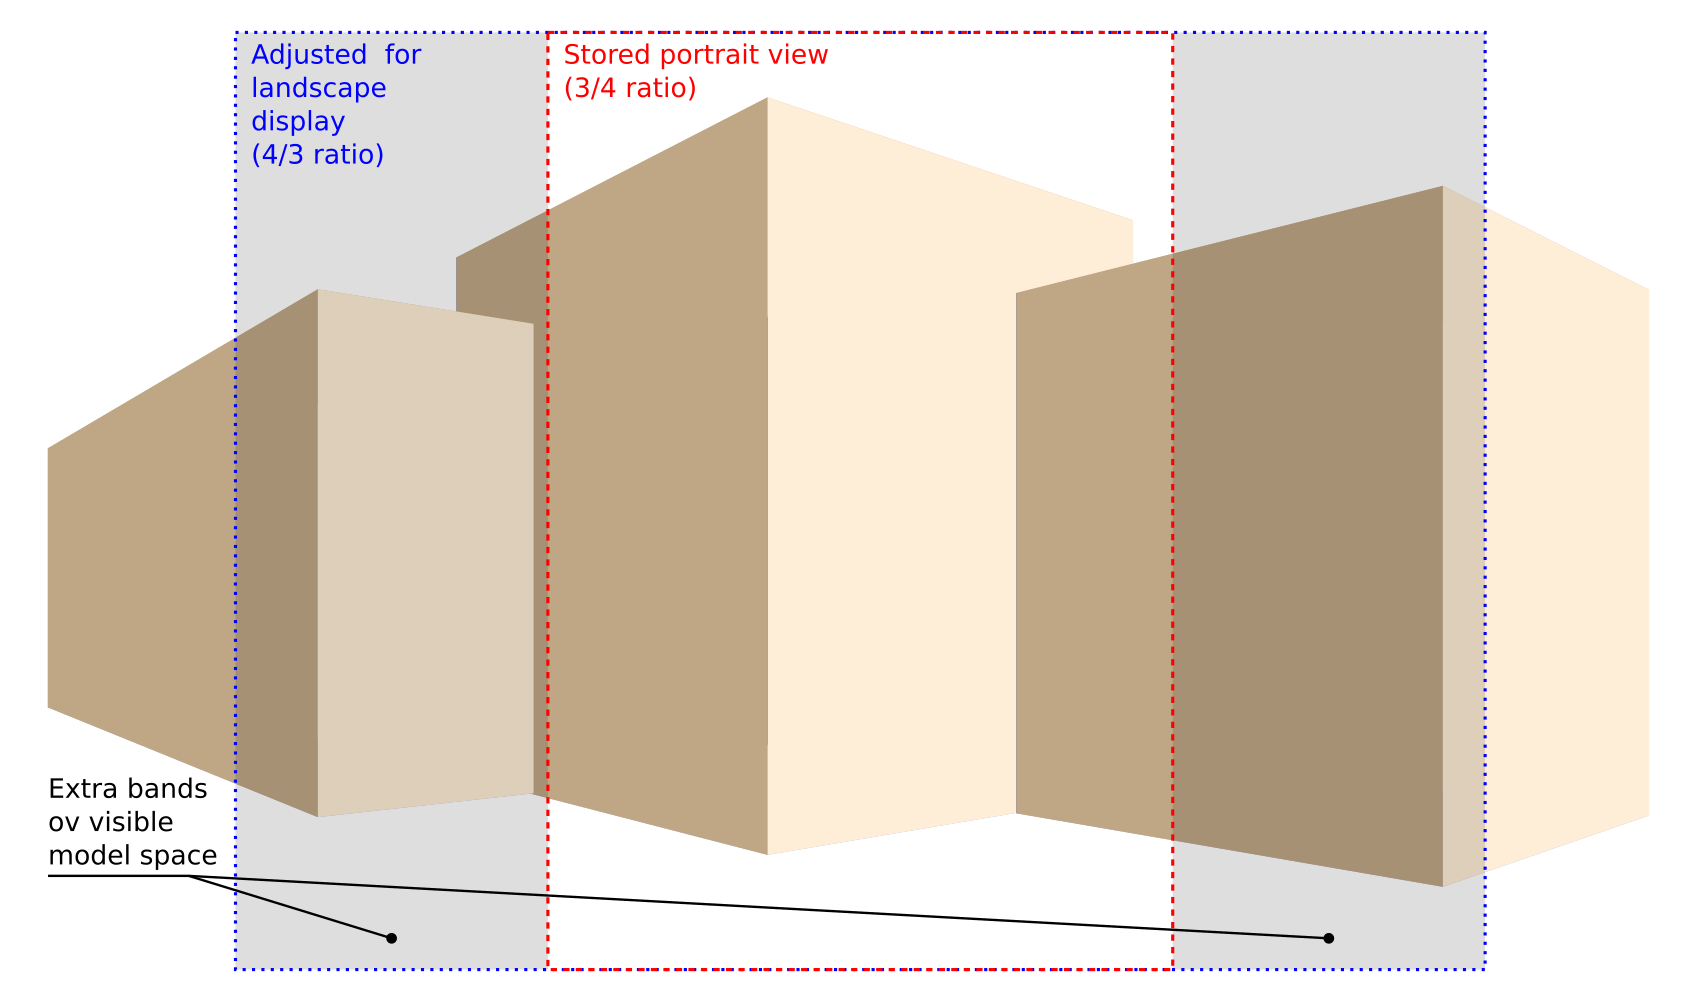 Adjusted  for
landscape
display
(4/3 ratio)
Stored portrait view
(3/4 ratio)
Extra bands
ov visible
model space